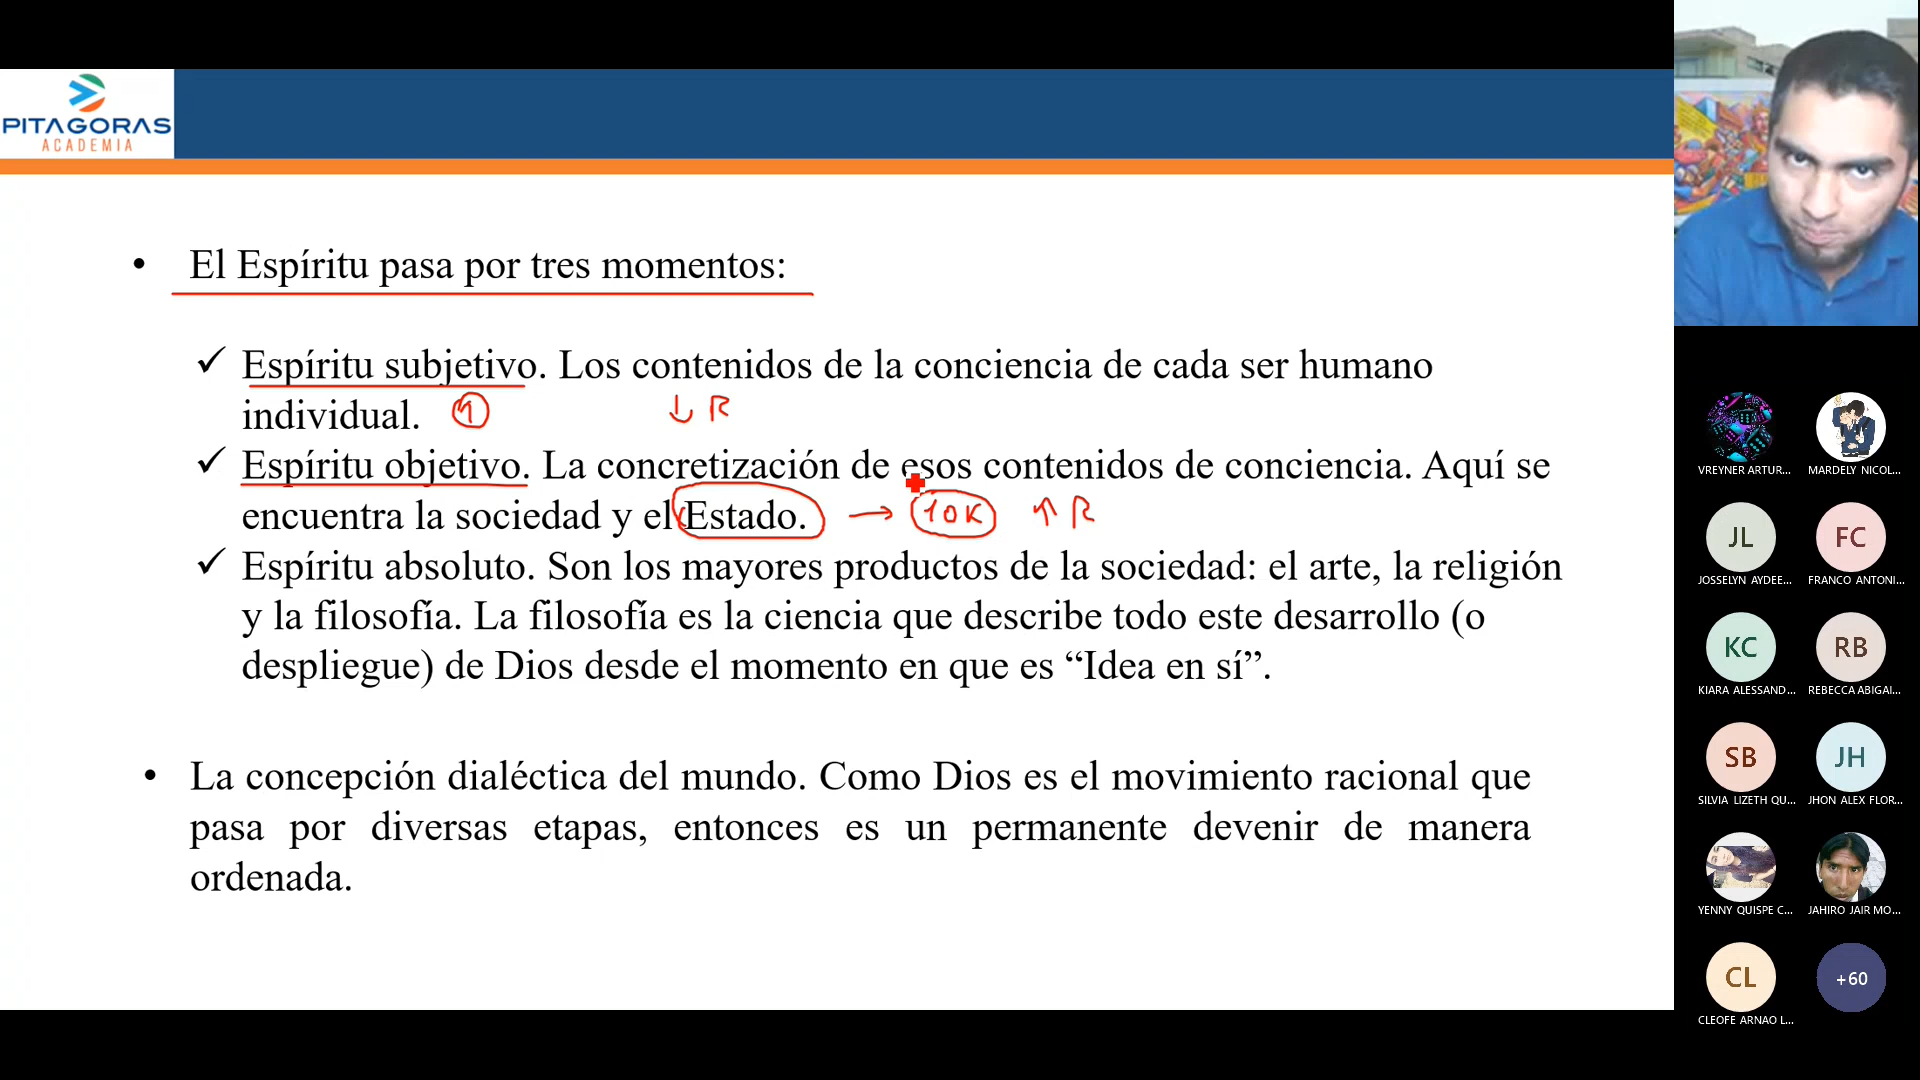 PITAGORAS
ACADEMIA
• El Espíritu pasa por tres momentos:
✓ Espíritu subjetivo. Los contenidos de la conciencia de cada ser humano
individual. 1 ↓ R
✓ Espíritu objetivo. La concretización de esos contenidos de conciencia. Aquí se
encuentra la sociedad y el Estado. → 10K ↑ R
✓ Espíritu absoluto. Son los mayores productos de la sociedad: el arte, la religión
y la filosofía. La filosofía es la ciencia que describe todo este desarrollo (o
despliegue) de Dios desde el momento en que es “Idea en sí”.
• La concepción dialéctica del mundo. Como Dios es el movimiento racional que
pasa por diversas etapas, entonces es un permanente devenir de manera
ordenada.
VREYNER ARTUR... MARDELY NICOL...
JL FC
JOSSELYN AYDEE... FRANCO ANTONI...
KC RB
KIARA ALESSAND... REBECCA ABIGAI...
SB JH
SILVIA LIZETH QU... JHON ALEX FLOR...
YENNY QUISPE C... JAHIRO JAIR MO...
CL +60
CLEOFE ARNAO L...